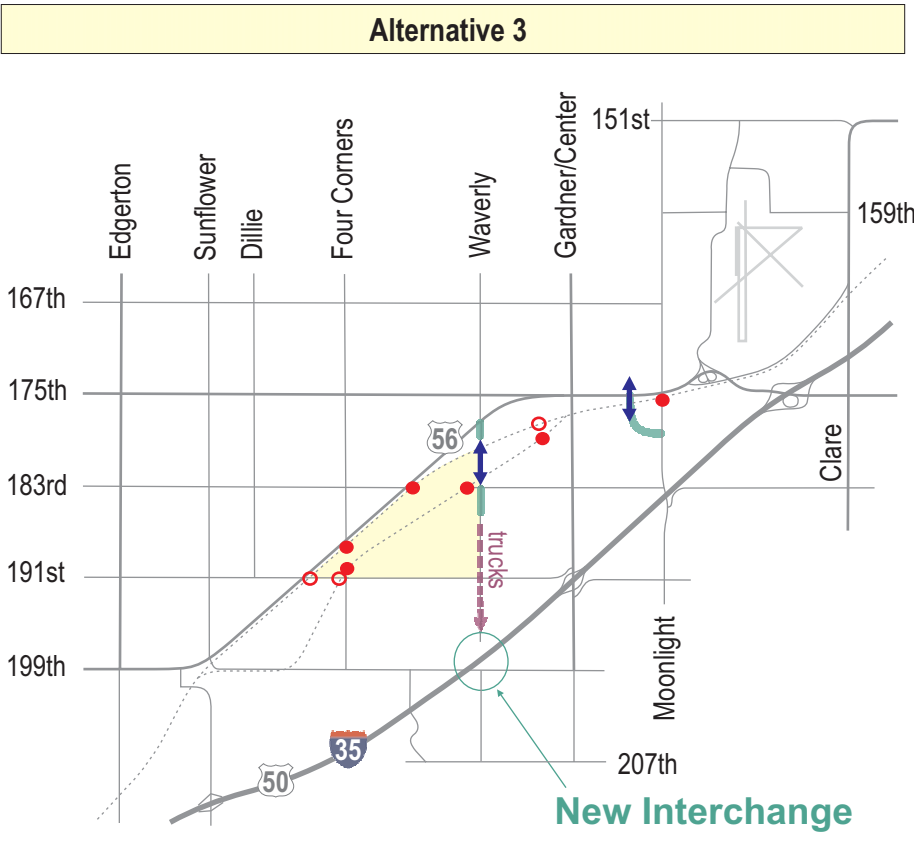 Alternative 3
Edgerton
Sunflower
Dillie
Four Corners
Waverly
Gardner/Center
151st
159th
167th
175th
56
183rd
Clare
191st
trucks
199th
Moonlight
35
207th
50
New Interchange